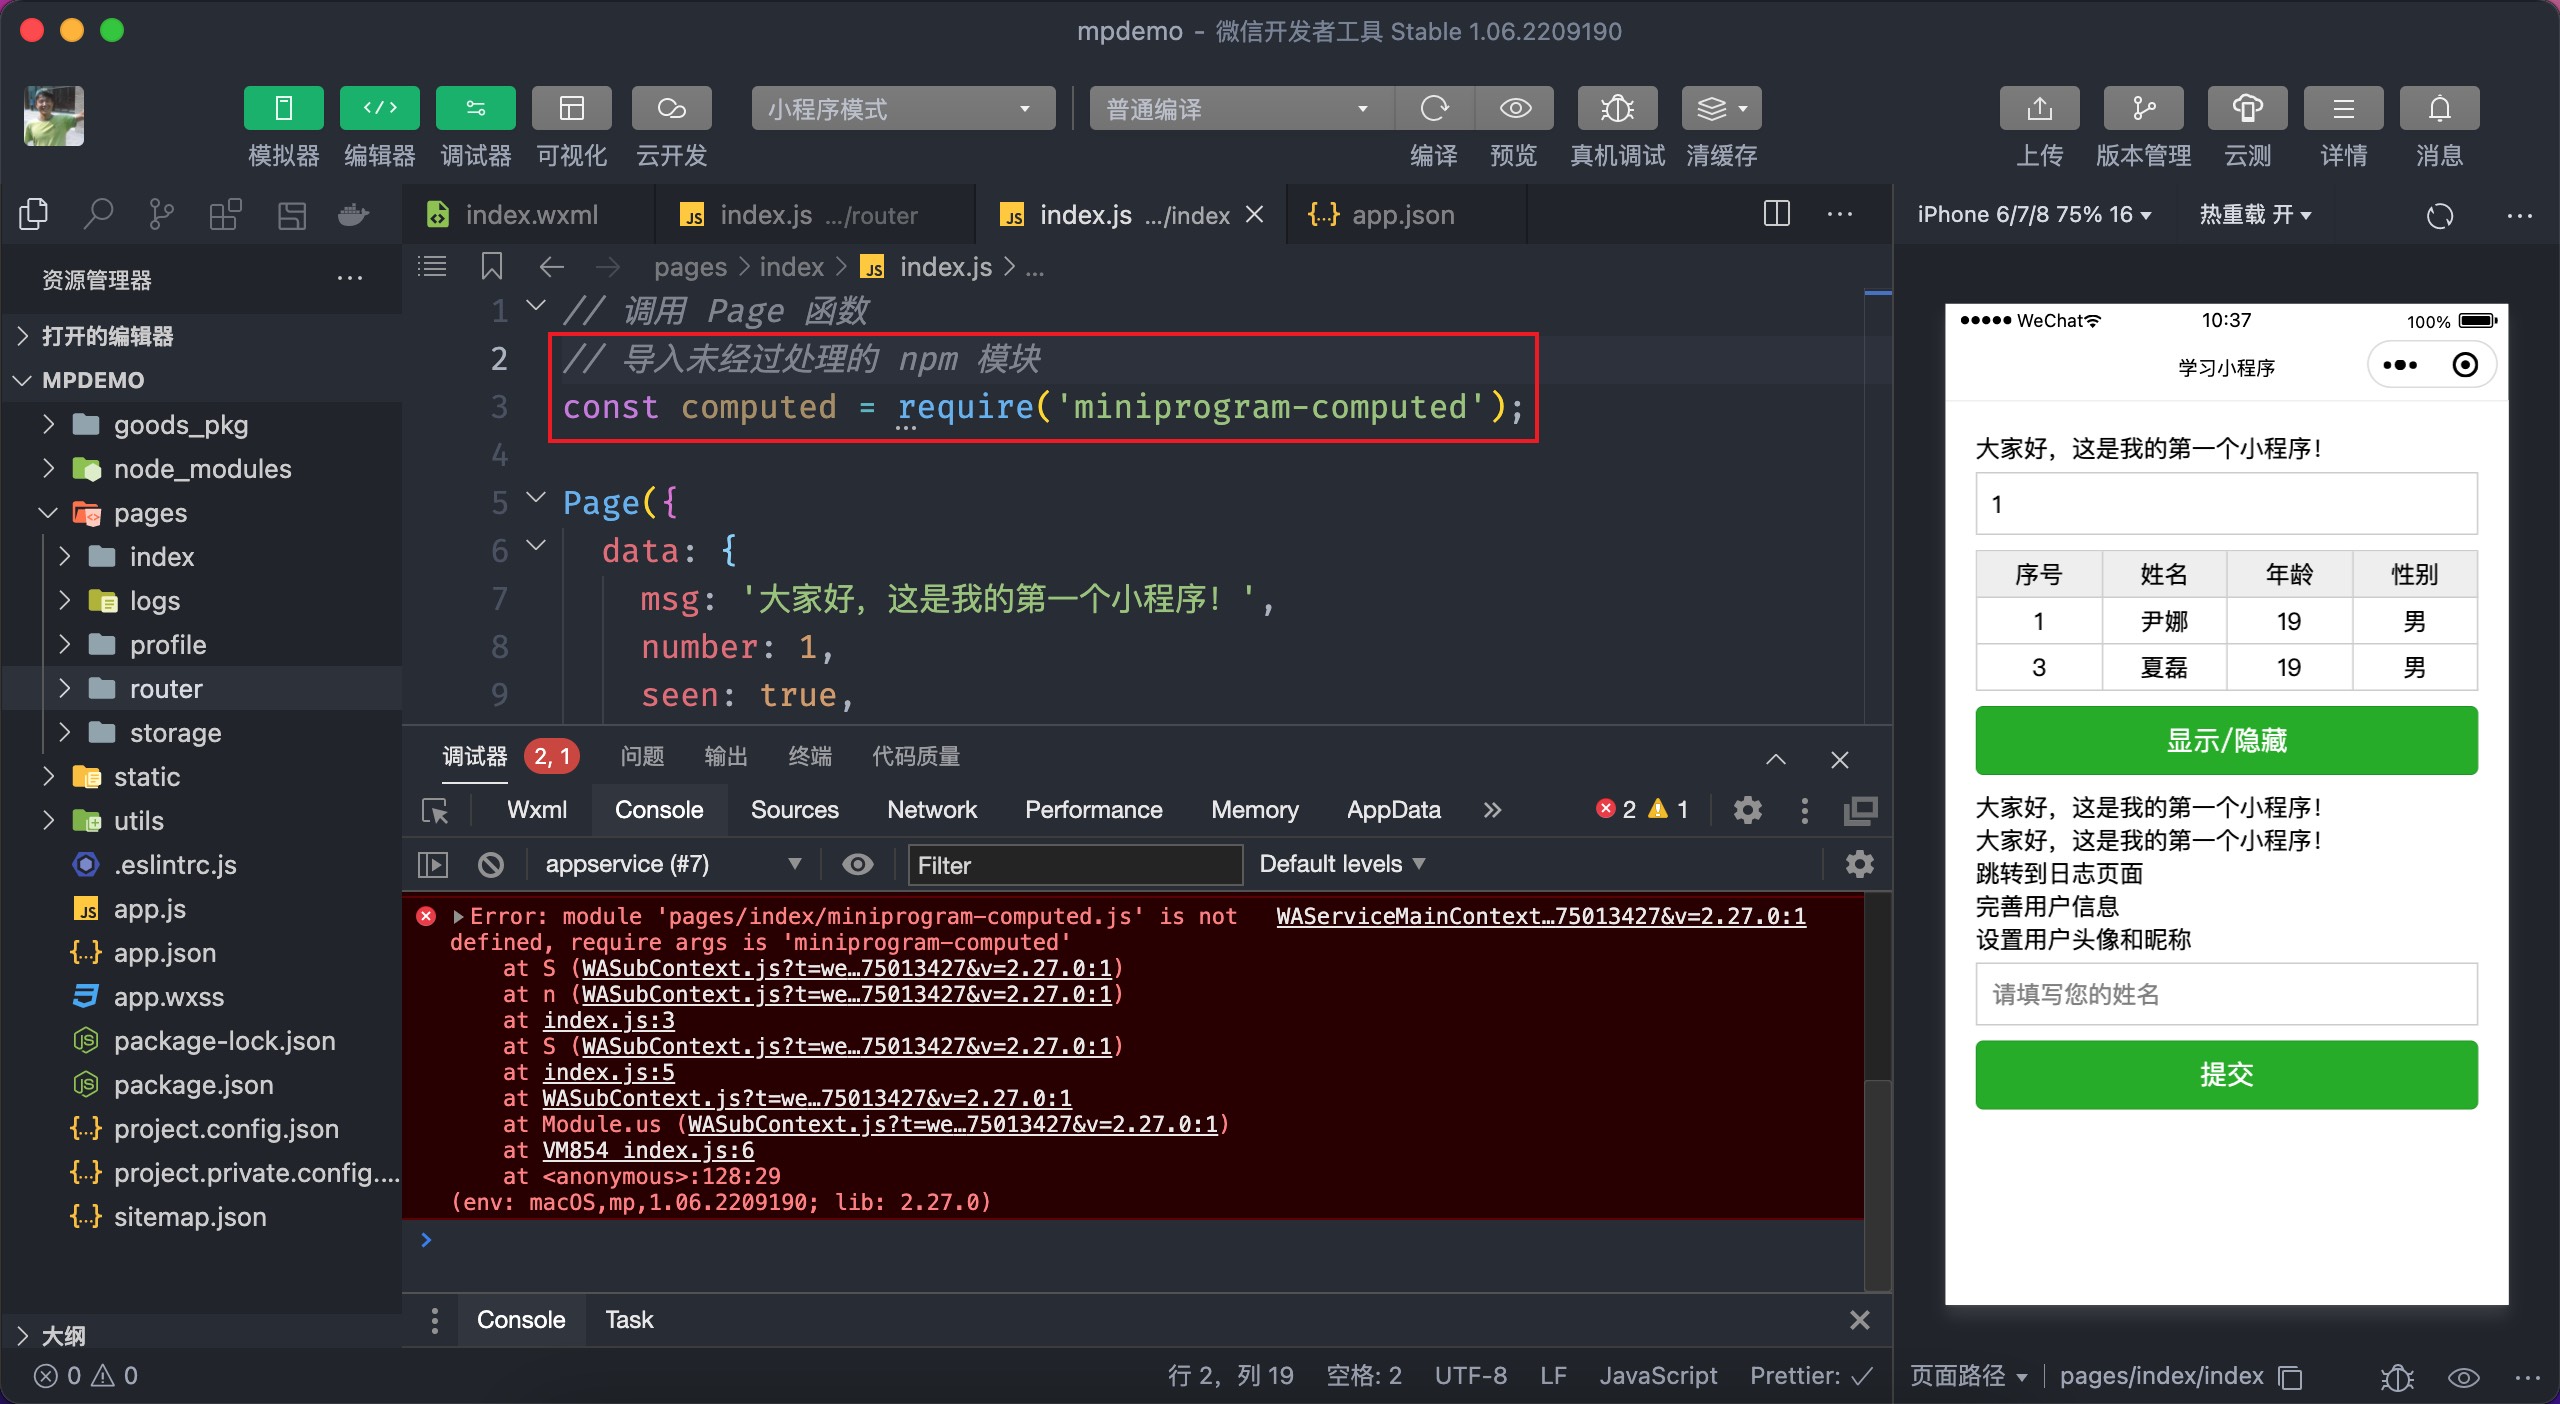 mpdemo - 微信开发者工具 Stable 1.06.2209190
小程序模式
普通编译
模拟器 编辑器 调试器 可视化 云开发
编译 预览 真机调试 清缓存
上传 版本管理 云测 详情 消息
资源管理器
打开的编辑器
MPDEMO
goods_pkg
node_modules
pages
index
logs
profile
router
storage
static
utils
.eslintrc.js
app.js
app.json
app.wxss
package-lock.json
package.json
project.config.json
project.private.config....
sitemap.json
大纲
0 0
index.wxml
JS index.js .../router
JS index.js .../index
{...} app.json
pages > index > JS index.js > ...
1 // 调用 Page 函数
2 // 导入未经过处理的 npm 模块
3 const computed = require('miniprogram-computed');
4
5 Page({
6 data: {
7 msg: '大家好，这是我的第一个小程序！',
8 number: 1,
9 seen: true,
调试器 2, 1 问题 输出 终端 代码质量
Wxml Console Sources Network Performance Memory AppData » 2 1
appservice (#7) Filter Default levels
Error: module 'pages/index/miniprogram-computed.js' is not WAServiceMainContext…75013427&v=2.27.0:1
defined, require args is 'miniprogram-computed'
at S (WASubContext.js?t=we…75013427&v=2.27.0:1)
at n (WASubContext.js?t=we…75013427&v=2.27.0:1)
at index.js:3
at S (WASubContext.js?t=we…75013427&v=2.27.0:1)
at index.js:5
at WASubContext.js?t=we…75013427&v=2.27.0:1
at Module.us (WASubContext.js?t=we…75013427&v=2.27.0:1)
at VM854 index.js:6
at <anonymous>:128:29
(env: macOS,mp,1.06.2209190; lib: 2.27.0)
Console Task
行 2，列 19 空格: 2 UTF-8 LF JavaScript Prettier: ✓
iPhone 6/7/8 75% 16 热重载 开
WeChat 10:37 100%
学习小程序
大家好，这是我的第一个小程序！
1
序号 姓名 年龄 性别
1 尹娜 19 男
3 夏磊 19 男
显示/隐藏
大家好，这是我的第一个小程序！
大家好，这是我的第一个小程序！
跳转到日志页面
完善用户信息
设置用户头像和昵称
请填写您的姓名
提交
页面路径 pages/index/index